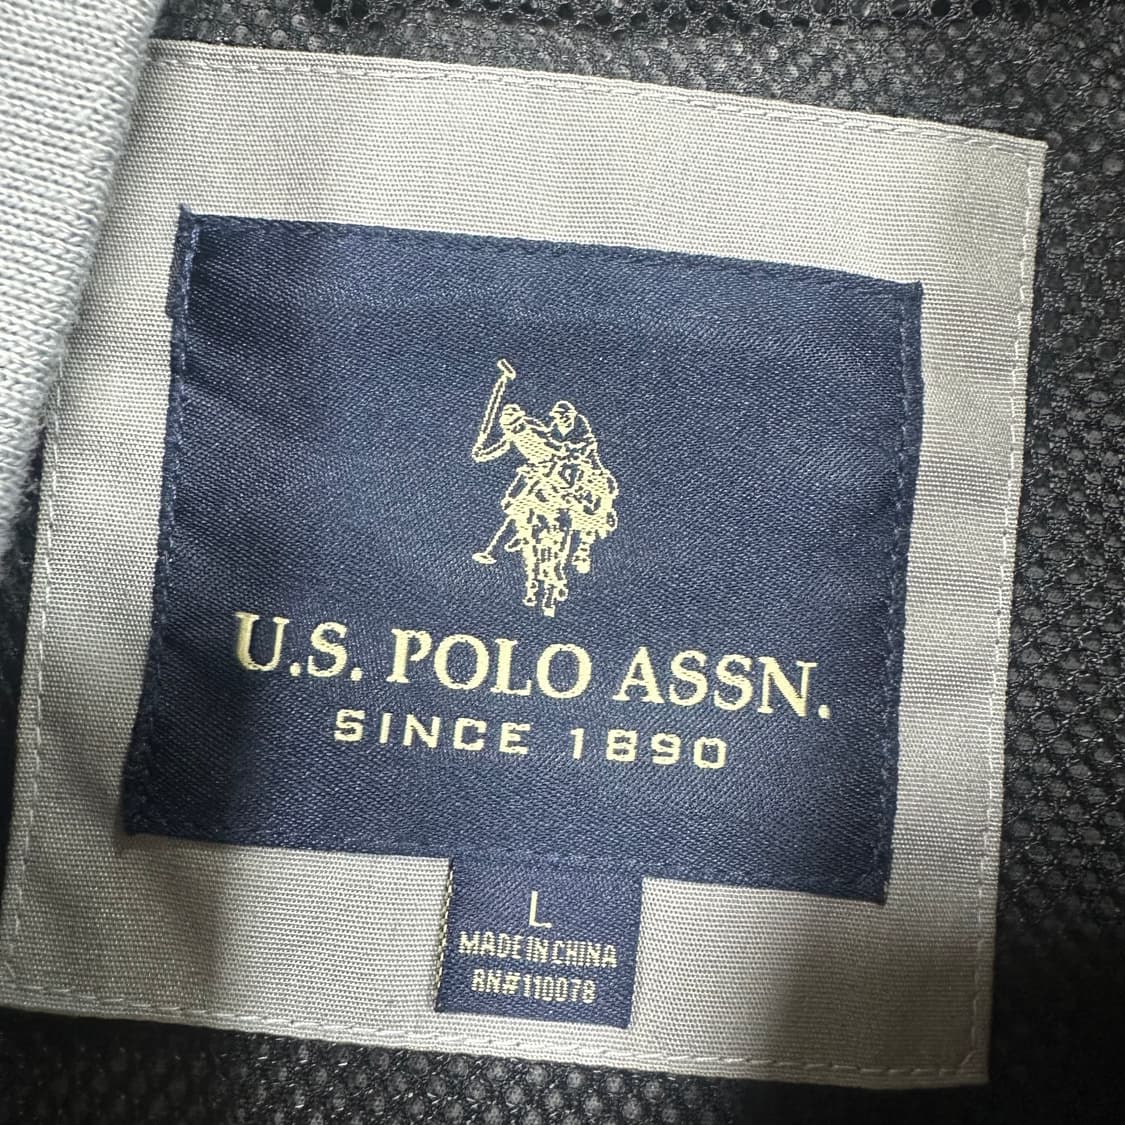 U.S. POLO ASSN.
SINCE 1890
L
MADE IN CHINA
RN#110078